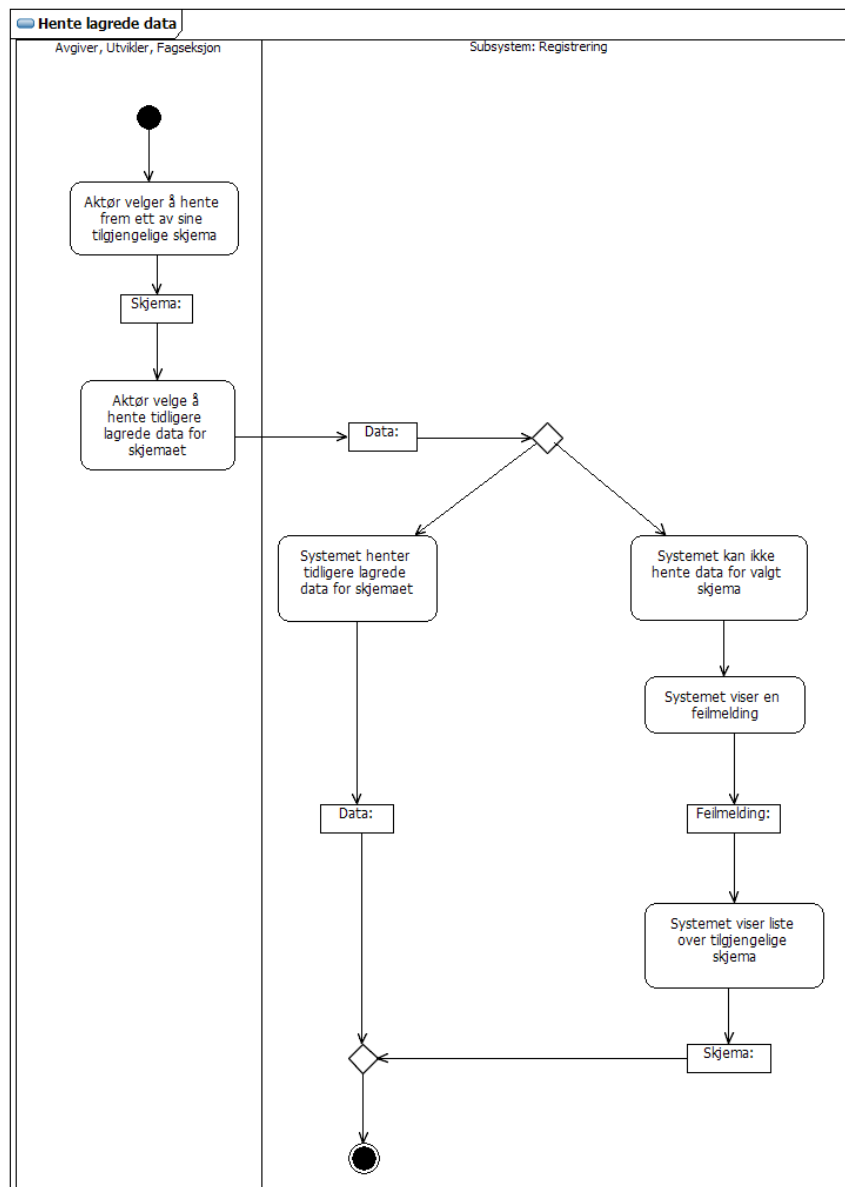 Hente lagrede data
Avgiver, Utvikler, Fagseksjon
Subsystem: Registrering
Aktør velger å hente
frem ett av sine
tilgjengelige skjema
Skjema:
Aktør velge å
hente tidligere
lagrede data for
skjemaet
Data:
Systemet henter
tidligere lagrede
data for skjemaet
Systemet kan ikke
hente data for valgt
skjema
Systemet viser en
feilmelding
Data:
Feilmelding:
Systemet viser liste
over tilgjengelige
skjema
Skjema: